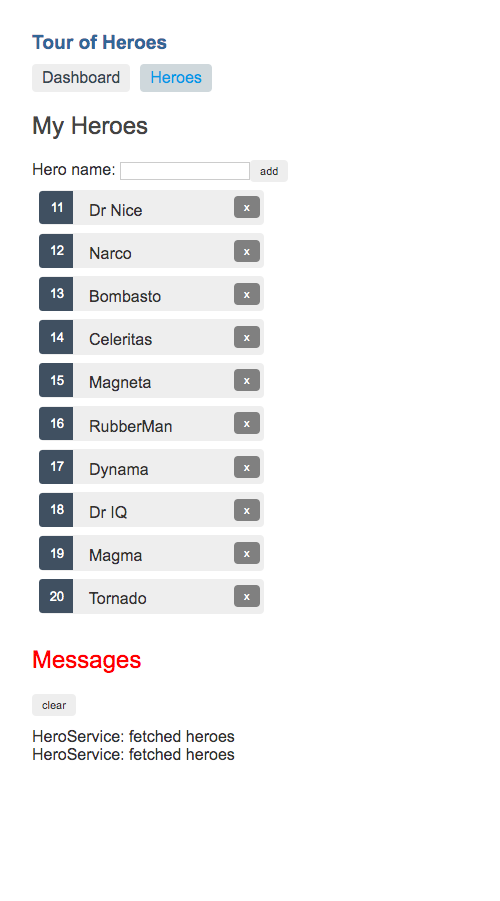 Tour of Heroes
Dashboard Heroes
My Heroes
Hero name: add
11 Dr Nice x
12 Narco x
13 Bombasto x
14 Celeritas x
15 Magneta x
16 RubberMan x
17 Dynama x
18 Dr IQ x
19 Magma x
20 Tornado x
Messages
clear
HeroService: fetched heroes
HeroService: fetched heroes